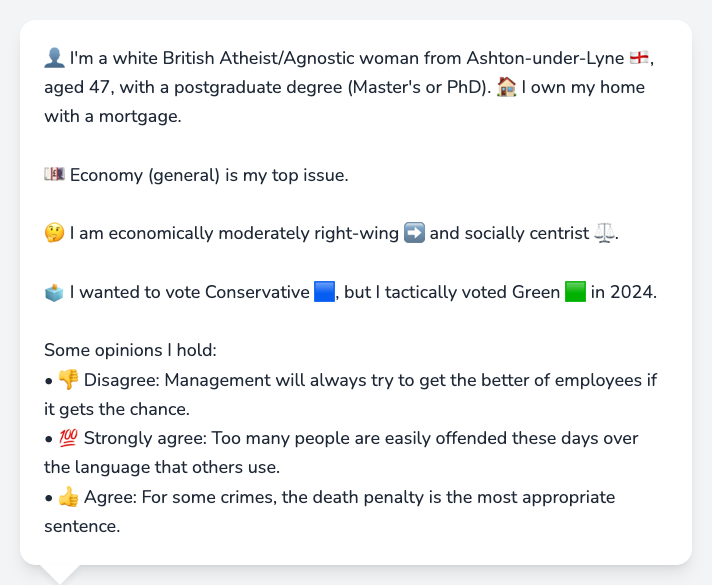 👤 I'm a white British Atheist/Agnostic woman from Ashton-under-Lyne 🏴󠁧󠁢󠁥󠁮󠁧󠁿,
aged 47, with a postgraduate degree (Master's or PhD). 🏠 I own my home
with a mortgage.
💷 Economy (general) is my top issue.
🤔 I am economically moderately right-wing ➡️ and socially centrist ⚖️.
🗳️ I wanted to vote Conservative 🟦, but I tactically voted Green 🟩 in 2024.
Some opinions I hold:
• 👎 Disagree: Management will always try to get the better of employees if
it gets the chance.
• 💯 Strongly agree: Too many people are easily offended these days over
the language that others use.
• 👍 Agree: For some crimes, the death penalty is the most appropriate
sentence.